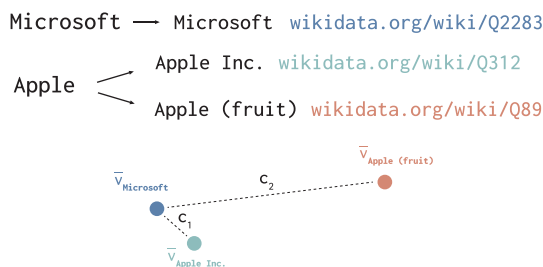 Microsoft → Microsoft wikidata.org/wiki/Q2283
Apple Inc. wikidata.org/wiki/Q312
Apple
Apple (fruit) wikidata.org/wiki/Q89
v̅Apple (fruit)
v̅Microsoft
c2
c1
v̅Apple Inc.